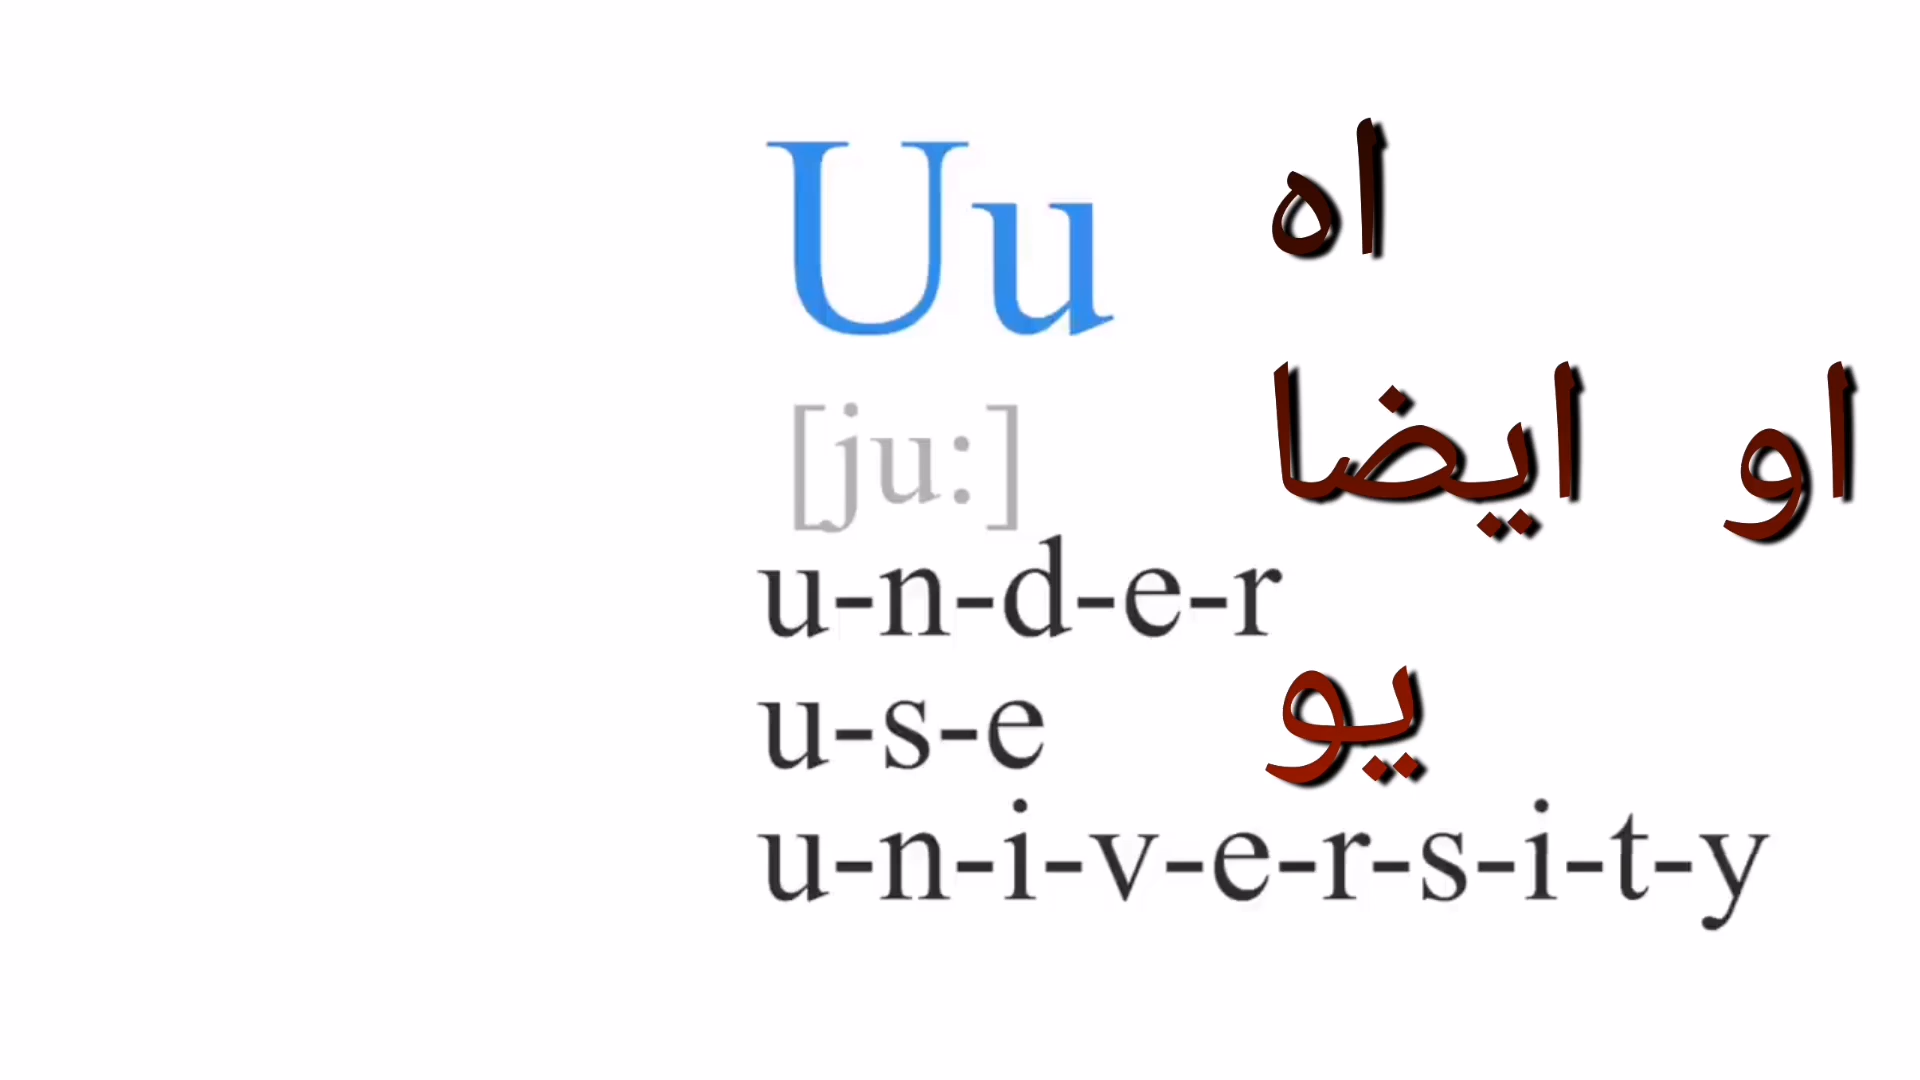 Uu
اه
[ju:]
او ايضا
u-n-d-e-r
u-s-e
يو
u-n-i-v-e-r-s-i-t-y